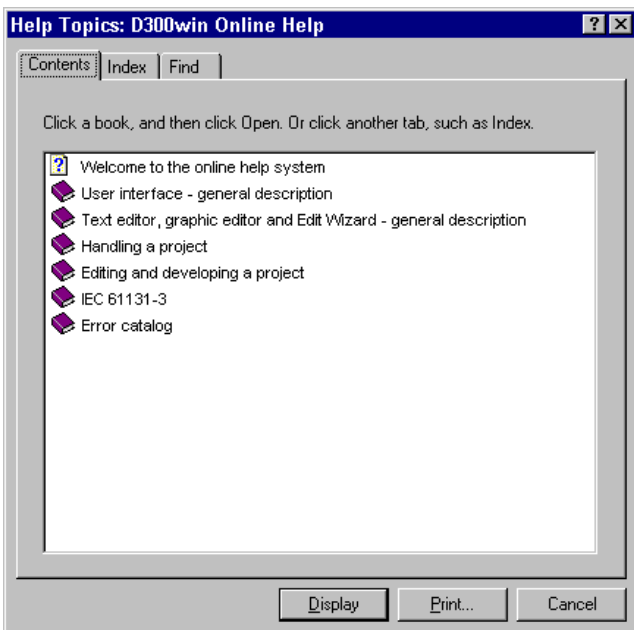 Help Topics: D300win Online Help
Contents Index Find
Click a book, and then click Open. Or click another tab, such as Index.
Welcome to the online help system
User interface - general description
Text editor, graphic editor and Edit Wizard - general description
Handling a project
Editing and developing a project
IEC 61131-3
Error catalog
Display Print... Cancel